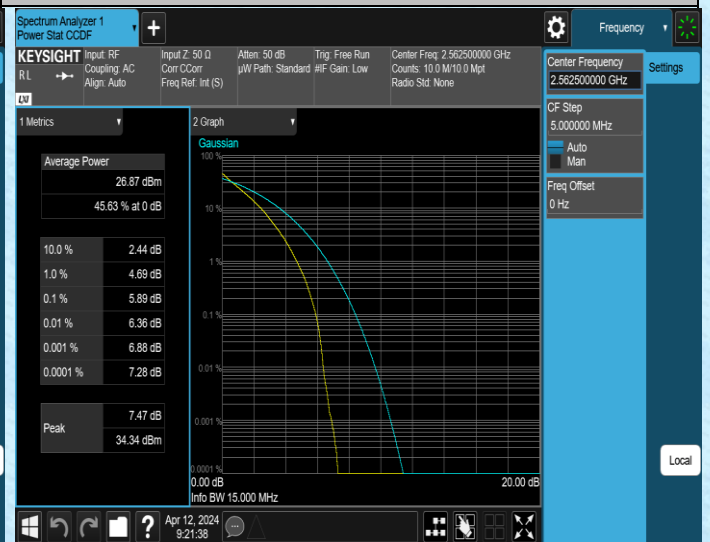 Spectrum Analyzer 1
Power Stat CCDF
+
Frequency
KEYSIGHT
RL
LXI
Input: RF
Coupling: AC
Align: Auto
Input Z: 50 Ω
Corr CCorr
Freq Ref: Int (S)
Atten: 50 dB
µW Path: Standard
Trig: Free Run
#IF Gain: Low
Center Freq: 2.562500000 GHz
Counts: 10.0 M/10.0 Mpt
Radio Std: None
Center Frequency
2.562500000 GHz
Settings
CF Step
5.000000 MHz
Auto
Man
Freq Offset
0 Hz
1 Metrics
Average Power
26.87 dBm
45.63 % at 0 dB
10.0 % 2.44 dB
1.0 % 4.69 dB
0.1 % 5.89 dB
0.01 % 6.36 dB
0.001 % 6.88 dB
0.0001 % 7.28 dB
Peak
7.47 dB
34.34 dBm
2 Graph
Gaussian
100 %
10 %
1 %
0.1 %
0.01 %
0.001 %
0.0001 %
0.00 dB
20.00 dB
Info BW 15.000 MHz
Local
?
Apr 12, 2024
9:21:38